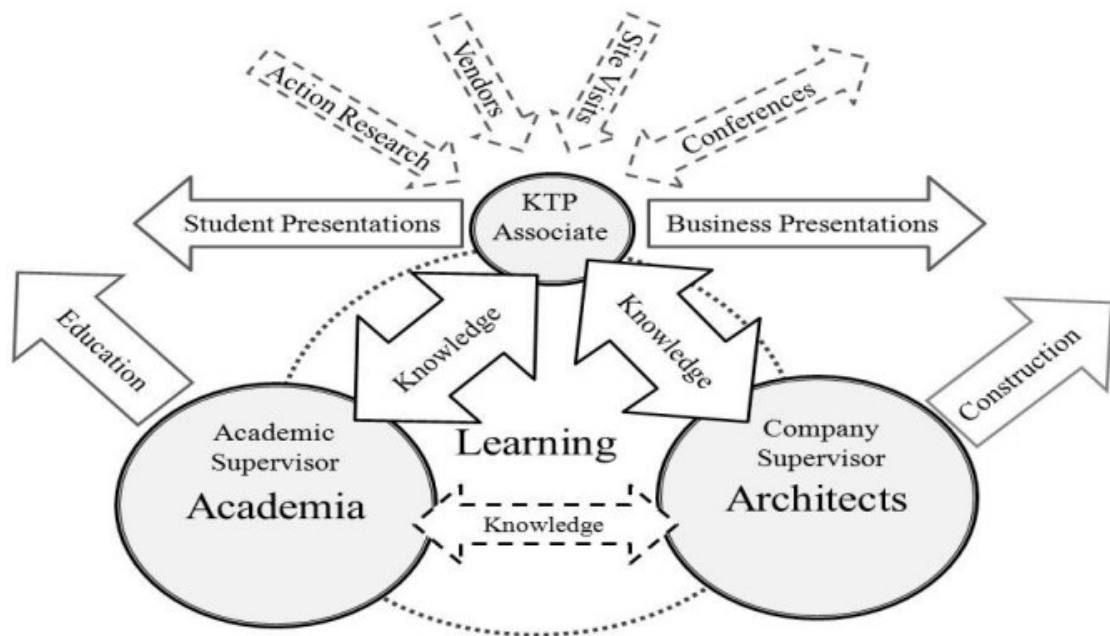 Action Research
Vendors
Site Visits
Conferences
Student Presentations
KTP
Associate
Business Presentations
Education
Knowledge
Knowledge
Construction
Academic
Supervisor
Academia
Learning
Company
Supervisor
Architects
Knowledge